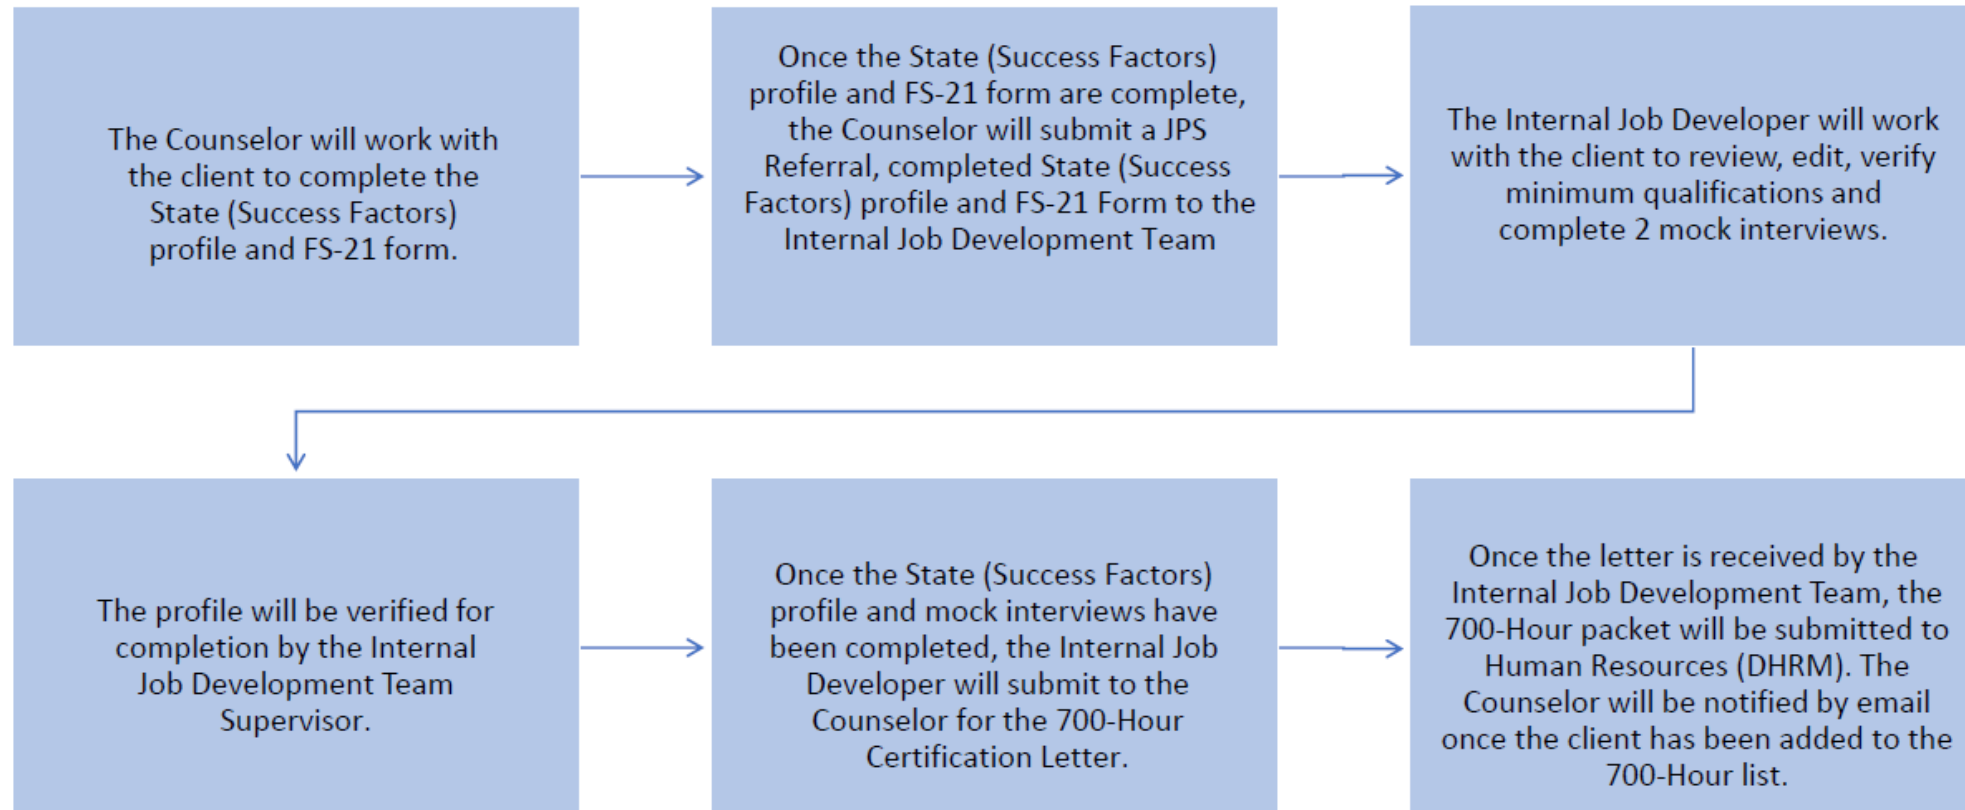 The Counselor will work with
the client to complete the
State (Success Factors)
profile and FS-21 form.
Once the State (Success Factors)
profile and FS-21 form are complete,
the Counselor will submit a JPS
Referral, completed State (Success
Factors) profile and FS-21 Form to the
Internal Job Development Team
The Internal Job Developer will work
with the client to review, edit, verify
minimum qualifications and
complete 2 mock interviews.
The profile will be verified for
completion by the Internal
Job Development Team
Supervisor.
Once the State (Success Factors)
profile and mock interviews have
been completed, the Internal Job
Developer will submit to the
Counselor for the 700-Hour
Certification Letter.
Once the letter is received by the
Internal Job Development Team, the
700-Hour packet will be submitted to
Human Resources (DHRM). The
Counselor will be notified by email
once the client has been added to the
700-Hour list.